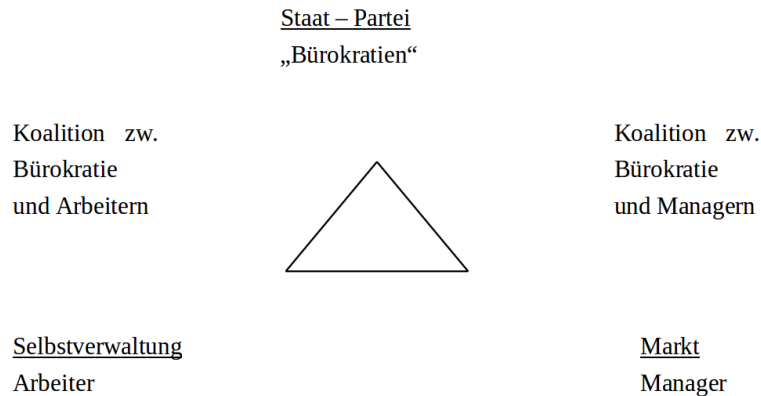 Staat – Partei
„Bürokratien“
Koalition zw.
Bürokratie
und Arbeitern
Koalition zw.
Bürokratie
und Managern
Selbstverwaltung
Arbeiter
Markt
Manager